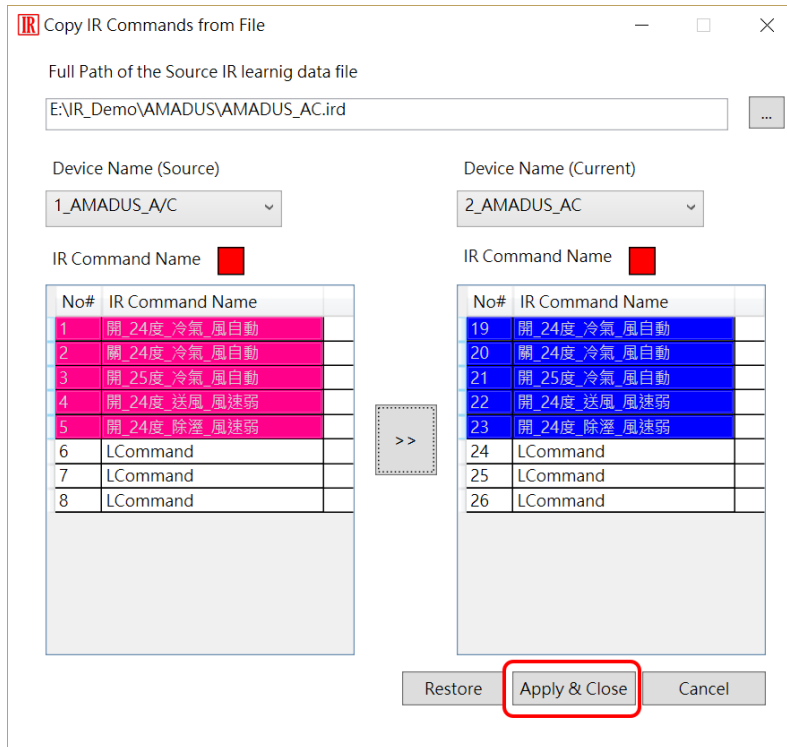 IR Copy IR Commands from File
Full Path of the Source IR learnig data file
E:\IR_Demo\AMADUS\AMADUS_AC.ird ...
Device Name (Source) Device Name (Current)
1_AMADUS_A/C 2_AMADUS_AC
IR Command Name IR Command Name
No# IR Command Name No# IR Command Name
1 開_24度_冷氣_風自動 19 開_24度_冷氣_風自動
2 關_24度_冷氣_風自動 20 關_24度_冷氣_風自動
3 開_25度_冷氣_風自動 21 開_25度_冷氣_風自動
4 開_24度_送風_風速弱 22 開_24度_送風_風速弱
5 開_24度_除溼_風速弱 23 開_24度_除溼_風速弱
>>
6 LCommand 24 LCommand
7 LCommand 25 LCommand
8 LCommand 26 LCommand
Restore Apply & Close Cancel